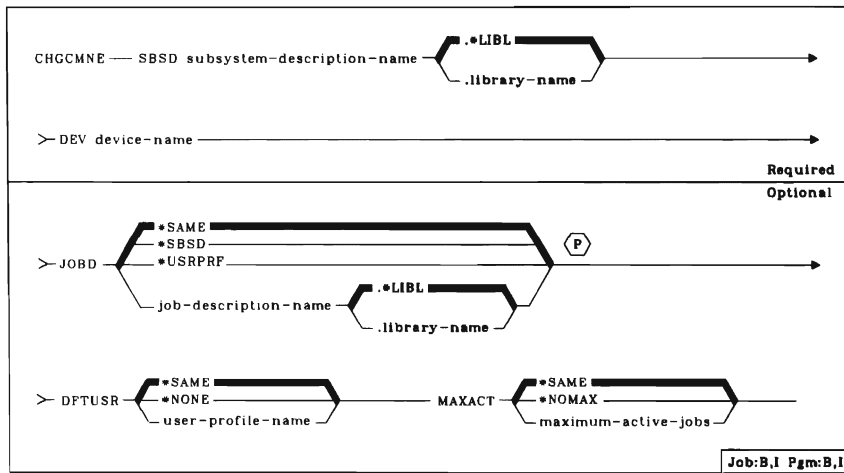 .*LIBL
CHGCMNE SBSD subsystem-description-name
.library-name
DEV device-name
Required
Optional
*SAME
*SBSD
P
JOBD *USRPRF
.*LIBL
job-description-name
.library-name
*SAME *SAME
DFTUSR *NONE MAXACT *NOMAX
user-profile-name maximum-active-jobs
Job:B,I Pgm:B,I